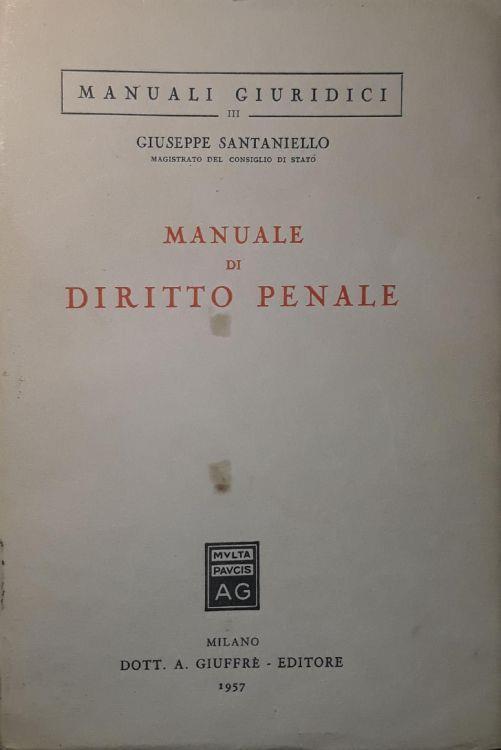 MANUALI GIURIDICI
III
GIUSEPPE SANTANIELLO
MAGISTRATO DEL CONSIGLIO DI STATO
MANUALE
DI
DIRITTO PENALE
MVLTA
PAVCIS
AG
MILANO
DOTT. A. GIUFFRÈ - EDITORE
1957